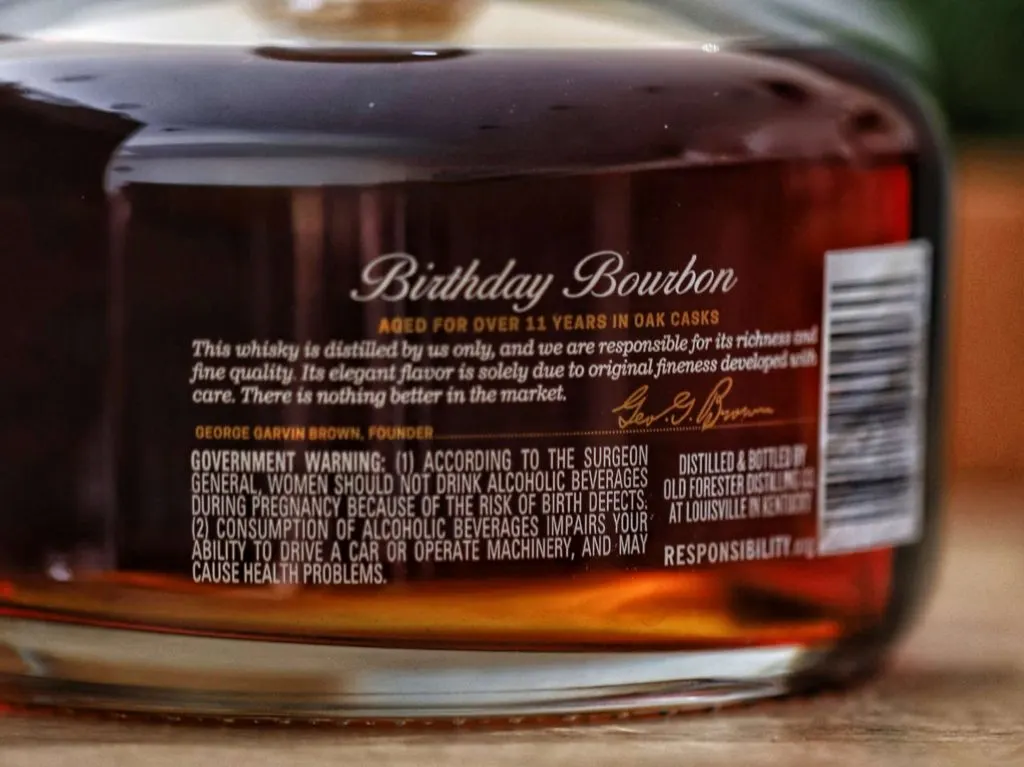 Birthday Bourbon
AGED FOR OVER 11 YEARS IN OAK CASKS
This whisky is distilled by us only, and we are responsible for its richness and
fine quality. Its elegant flavor is solely due to original fineness developed with
care. There is nothing better in the market.
Geo. G. Brown
GEORGE GARVIN BROWN, FOUNDER
GOVERNMENT WARNING: (1) ACCORDING TO THE SURGEON
GENERAL, WOMEN SHOULD NOT DRINK ALCOHOLIC BEVERAGES
DURING PREGNANCY BECAUSE OF THE RISK OF BIRTH DEFECTS.
(2) CONSUMPTION OF ALCOHOLIC BEVERAGES IMPAIRS YOUR
ABILITY TO DRIVE A CAR OR OPERATE MACHINERY, AND MAY
CAUSE HEALTH PROBLEMS.
DISTILLED & BOTTLED BY
OLD FORESTER DISTILLING CO.
AT LOUISVILLE IN KENTUCKY
RESPONSIBILITY.org